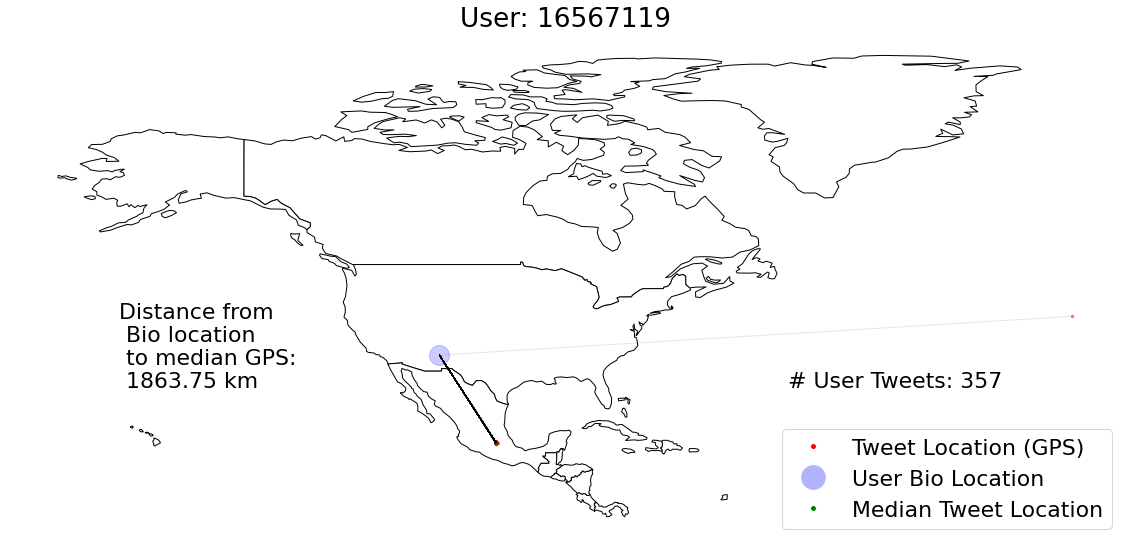 User: 16567119
Distance from
Bio location
to median GPS:
1863.75 km
# User Tweets: 357
Tweet Location (GPS)
User Bio Location
Median Tweet Location